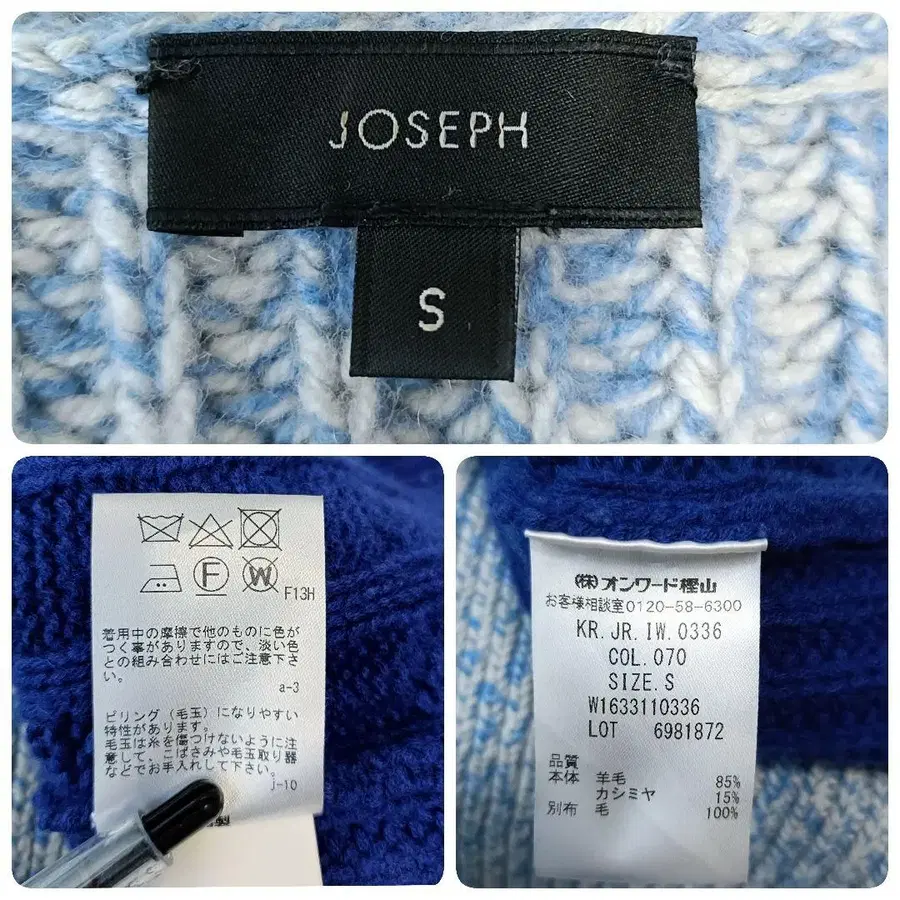 JOSEPH
S
F
W
F13H
着用中の摩擦で他のものに色が
つく事がありますので、淡い色
との組み合わせにはご注意下さ
い。
a-3
ピリング(毛玉)になりやすい
特性があります。
毛玉は糸を傷つけないように注
意して、こばさみや毛玉取り器
などでお手入れして下さい。
j-10
製
(株)オンワード樫山
お客様相談室0120-58-6300
KR.JR.IW.0336
COL.070
SIZE.S
W1633110336
LOT 6981872
品質
本体 羊毛 85%
カシミヤ 15%
別布 毛 100%